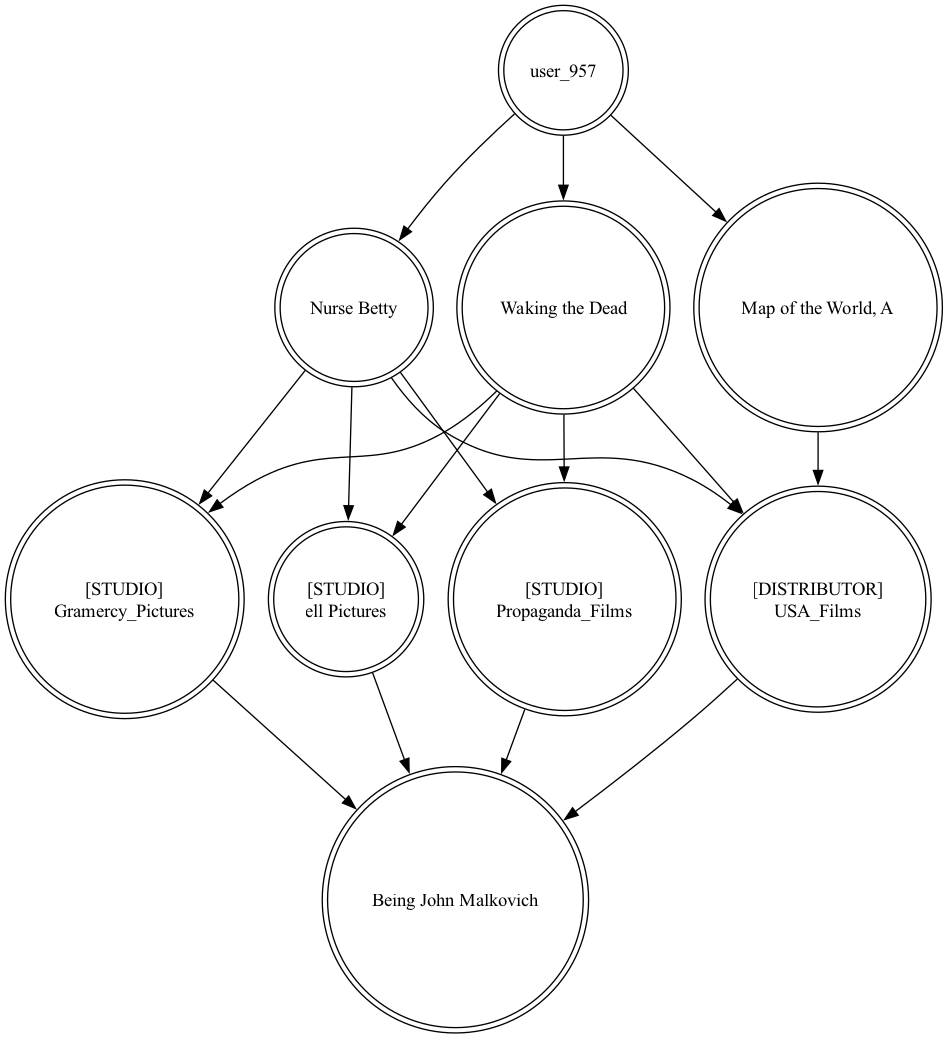 user_957
Nurse Betty
Waking the Dead
Map of the World, A
[STUDIO]
Gramercy_Pictures
[STUDIO]
ell Pictures
[STUDIO]
Propaganda_Films
[DISTRIBUTOR]
USA_Films
Being John Malkovich